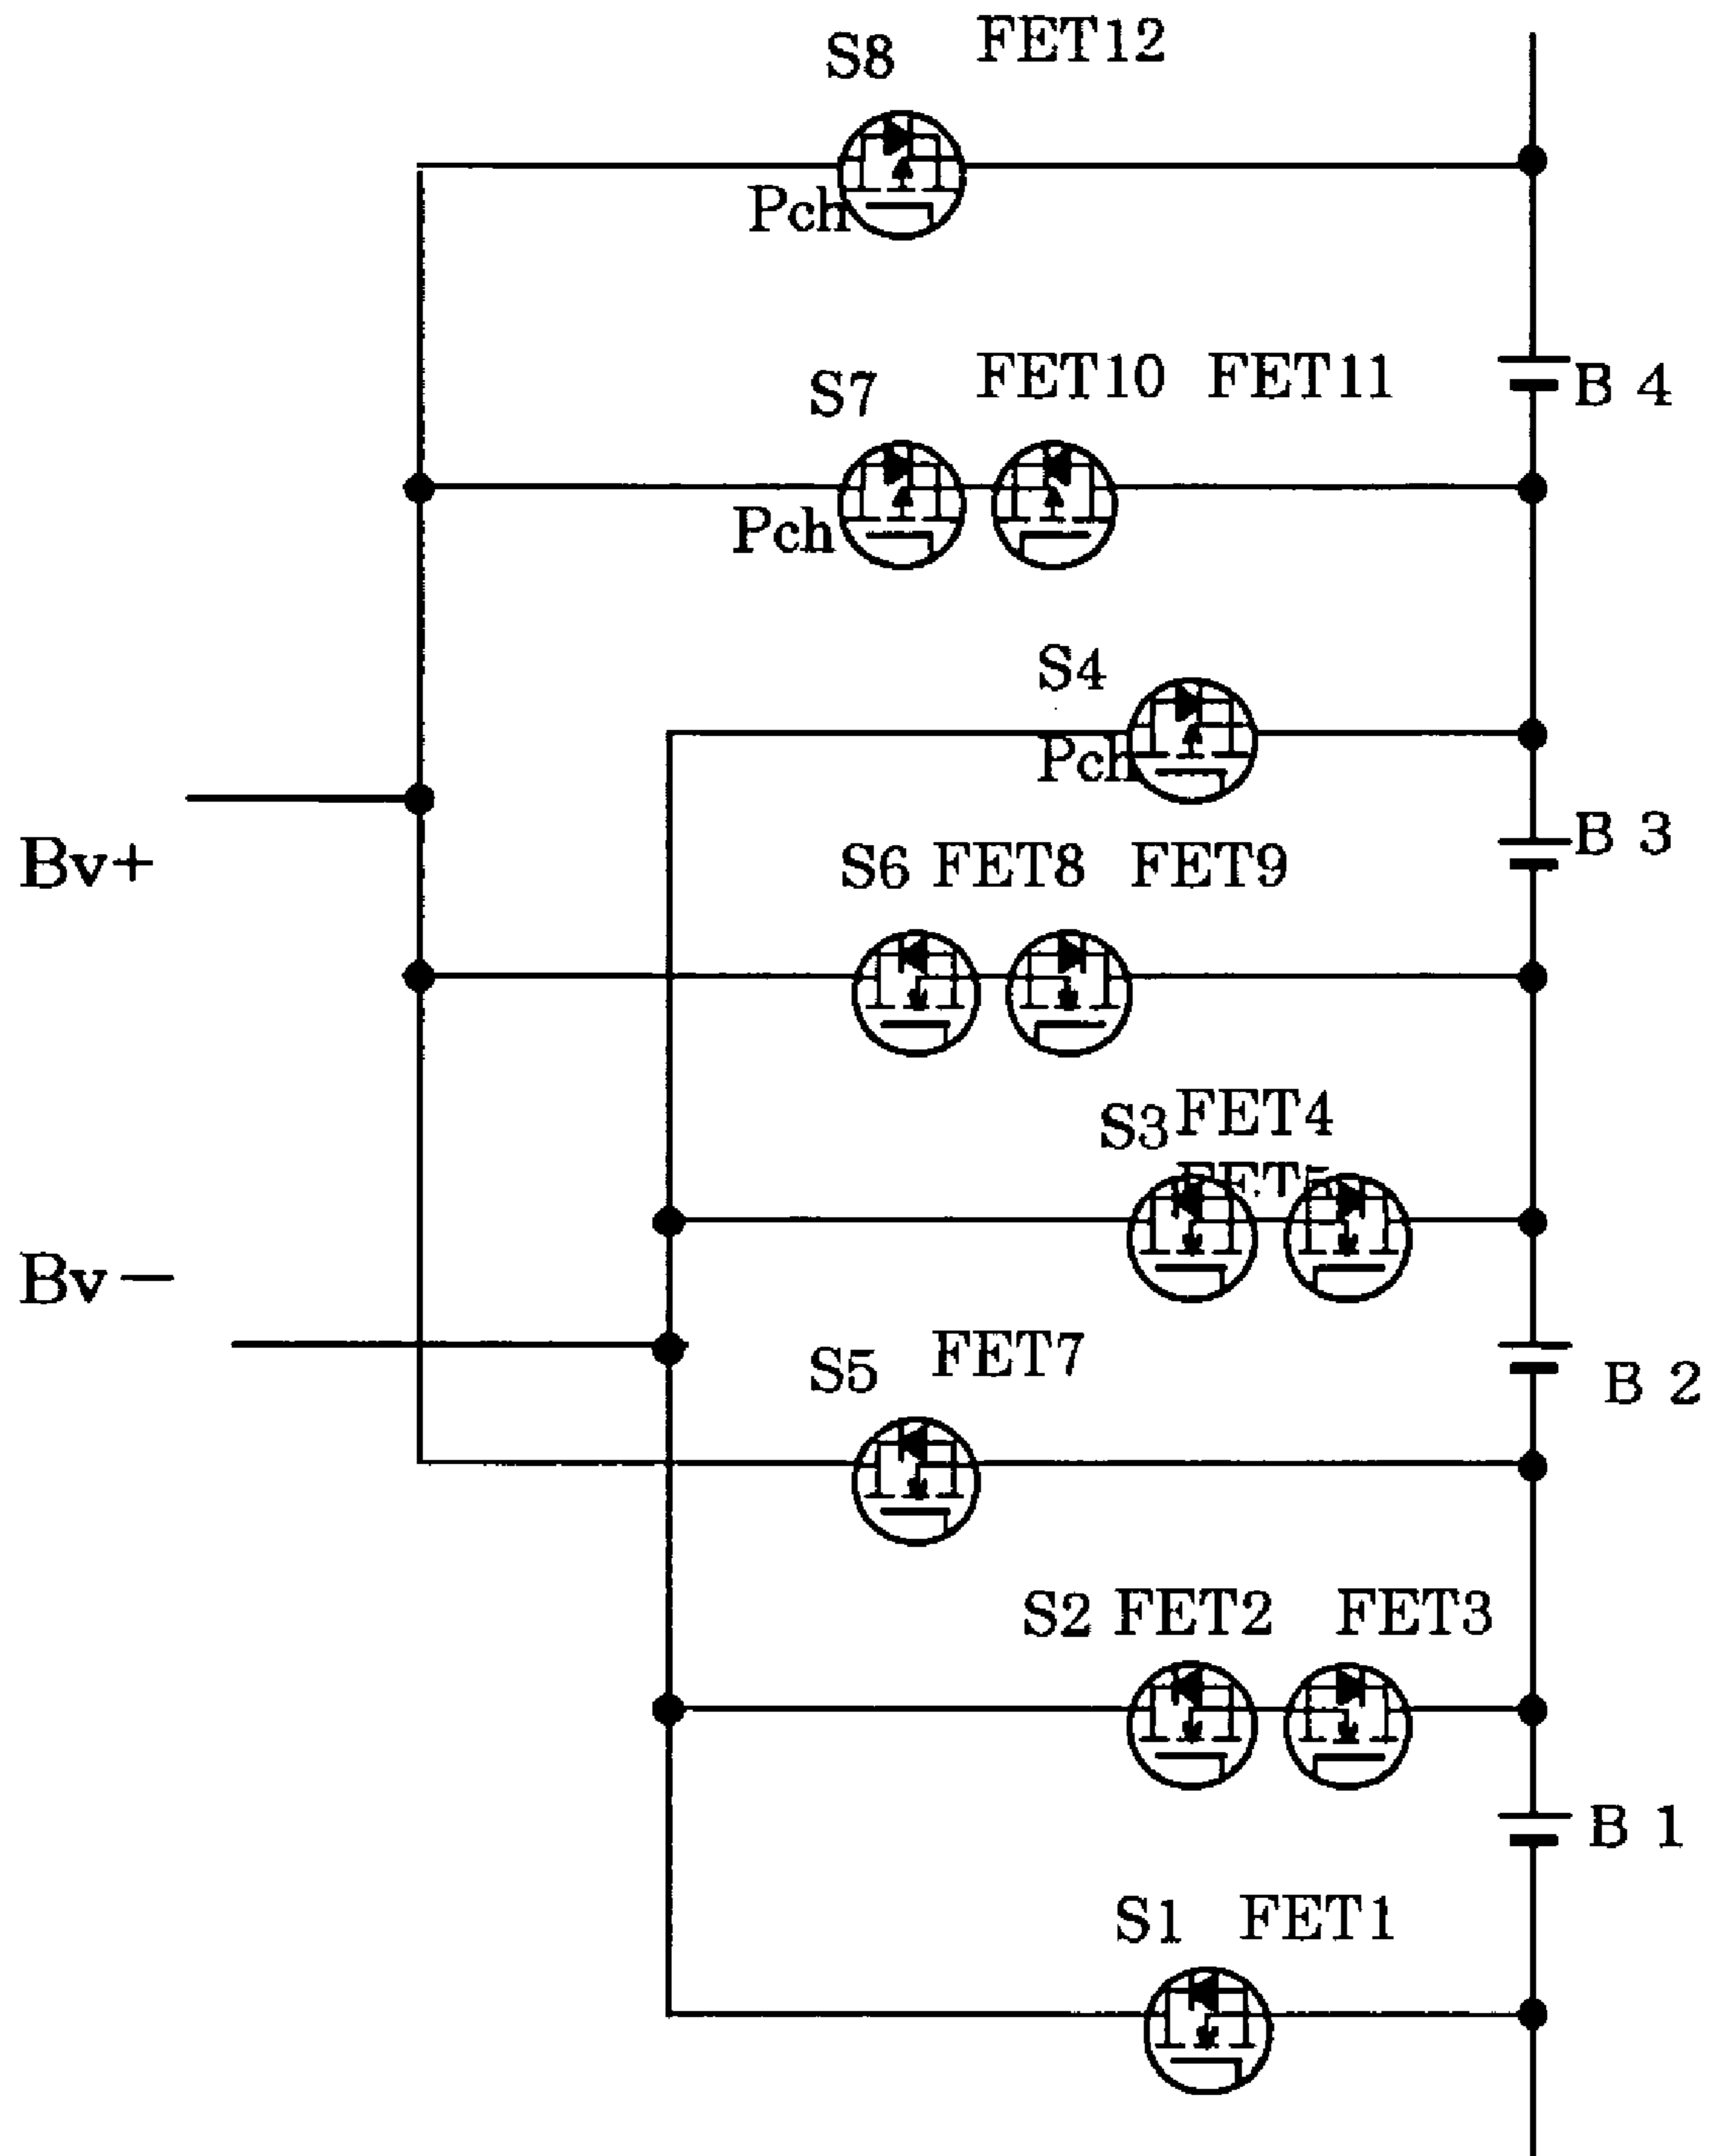 S8 FET12
Pch
S7 FET10 FET11
B 4
Pch
S4
Pch
B 3
Bv+
S6 FET8 FET9
S3 FET4
FET5
Bv−
S5 FET7
B 2
S2 FET2 FET3
B 1
S1 FET1